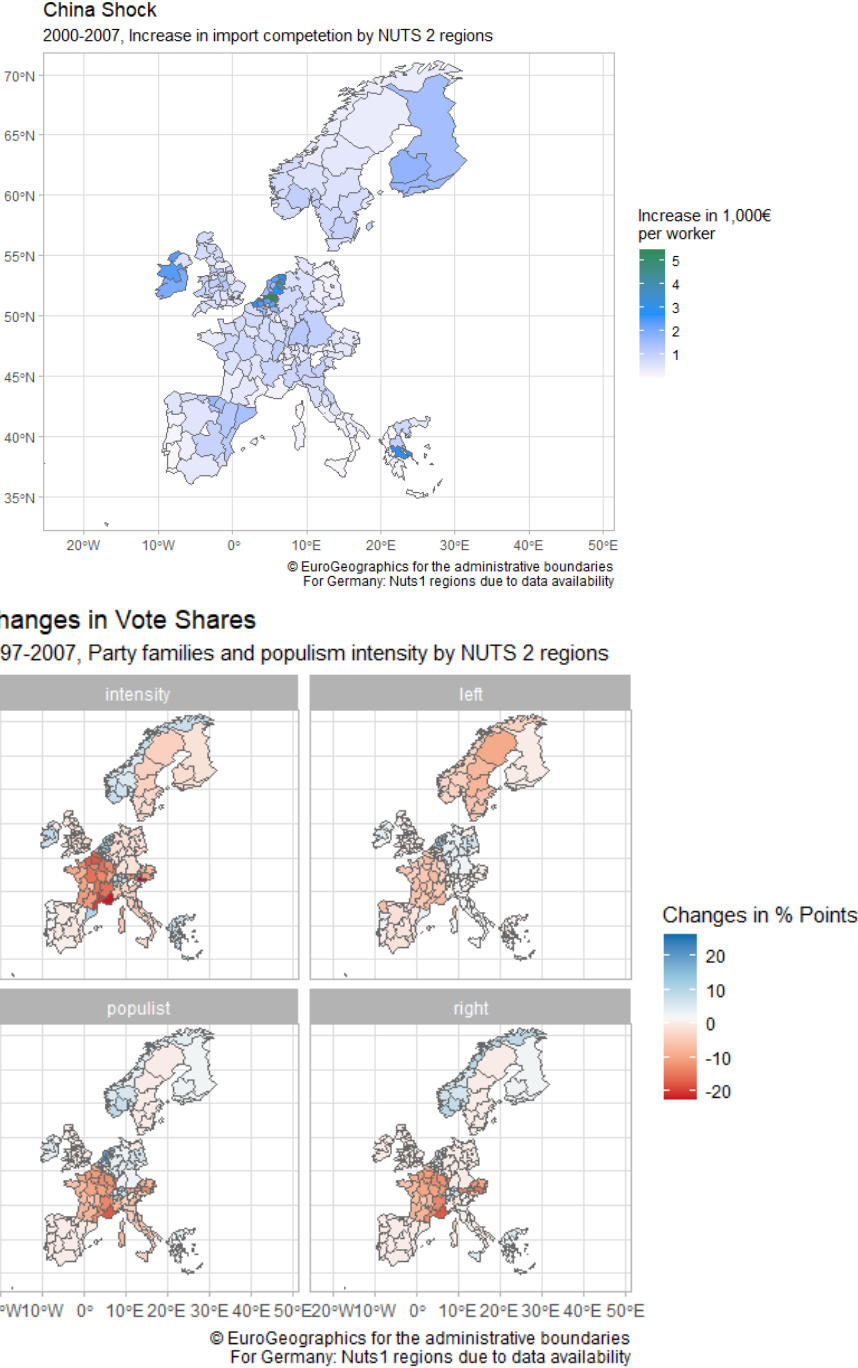 China Shock
2000-2007, Increase in import competetion by NUTS 2 regions
70°N
65°N
60°N
55°N
50°N
45°N
40°N
35°N
20°W 10°W 0° 10°E 20°E 30°E 40°E 50°E
Increase in 1,000€
per worker
5
4
3
2
1
© EuroGeographics for the administrative boundaries
For Germany: Nuts1 regions due to data availability
hanges in Vote Shares
97-2007, Party families and populism intensity by NUTS 2 regions
intensity left
populist right
Changes in % Points
20
10
0
-10
-20
°W10°W 0° 10°E 20°E 30°E 40°E 50°E20°W10°W 0° 10°E 20°E 30°E 40°E 50°E
© EuroGeographics for the administrative boundaries
For Germany: Nuts1 regions due to data availability